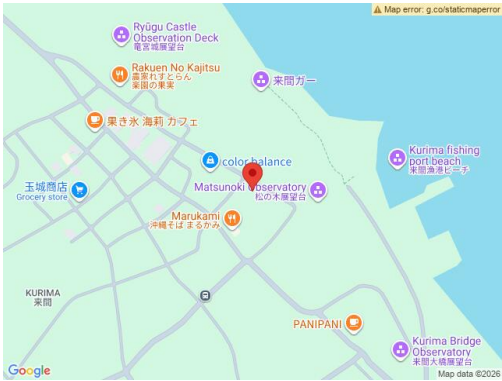 Map error: g.co/staticmaperror
Ryūgu Castle
Observation Deck
竜宮城展望台
Rakuen No Kajitsu
農家れすとらん
楽園の果実
来間ガー
果き氷 海莉 カフェ
color balance
Kurima fishing
port beach
来間漁港ビーチ
玉城商店
Grocery store
Matsunoki Observatory
松の木展望台
Marukami
沖縄そば まるかみ
KURIMA
来間
PANIPANI
Kurima Bridge
Observatory
来間大橋展望台
Google
Map data ©2026